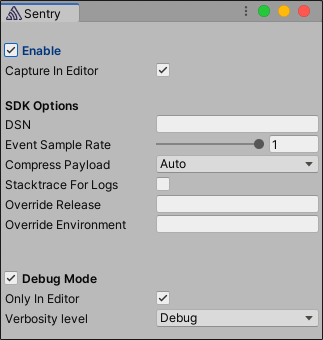 Sentry
Enable
Capture In Editor
SDK Options
DSN
Event Sample Rate 1
Compress Payload Auto
Stacktrace For Logs
Override Release
Override Environment
Debug Mode
Only In Editor
Verbosity level Debug